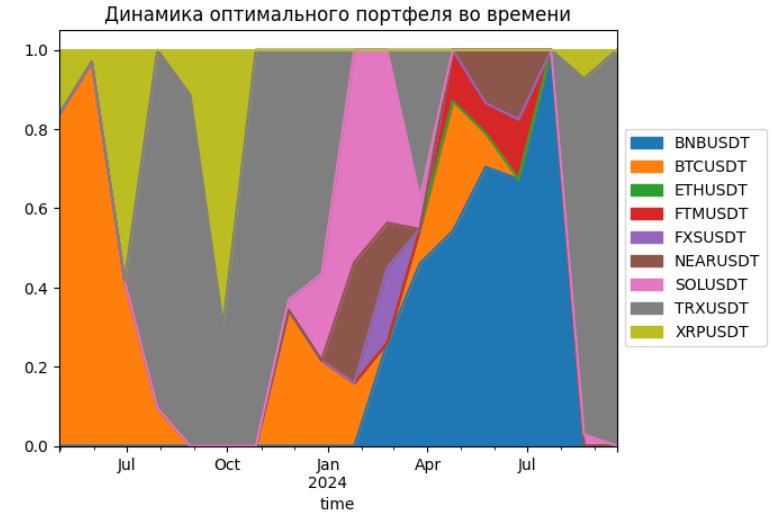 Динамика оптимального портфеля во времени
1.0
0.8
0.6
0.4
0.2
0.0
Jul
Oct
Jan
2024
Apr
Jul
time
BNBUSDT
BTCUSDT
ETHUSDT
FTMUSDT
FXSUSDT
NEARUSDT
SOLUSDT
TRXUSDT
XRPUSDT